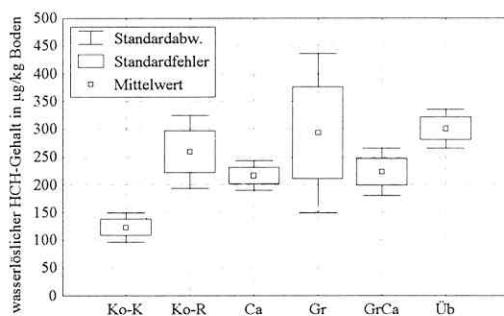 wasserlöslicher HCH-Gehalt in µg/kg Boden
500
450
400
350
300
250
200
150
100
50
0
Standardabw.
Standardfehler
Mittelwert
Ko-K Ko-R Ca Gr GrCa Üb